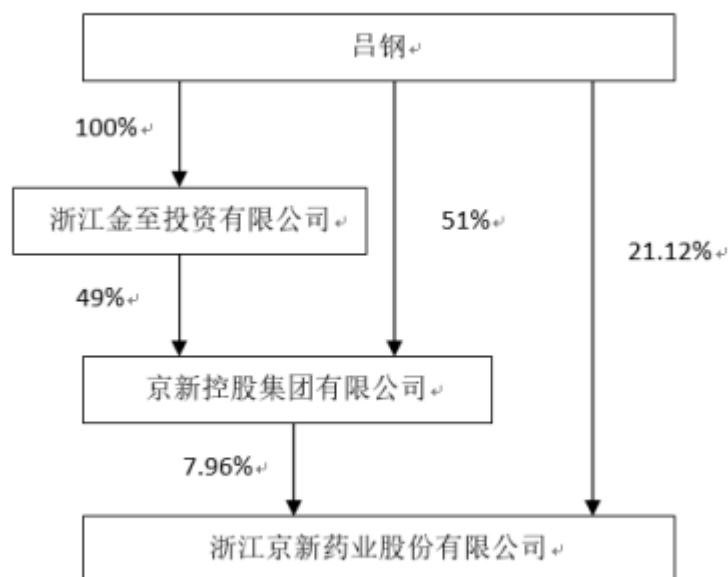 吕钢
100%
浙江金至投资有限公司
51%
21.12%
49%
京新控股集团有限公司
7.96%
浙江京新药业股份有限公司